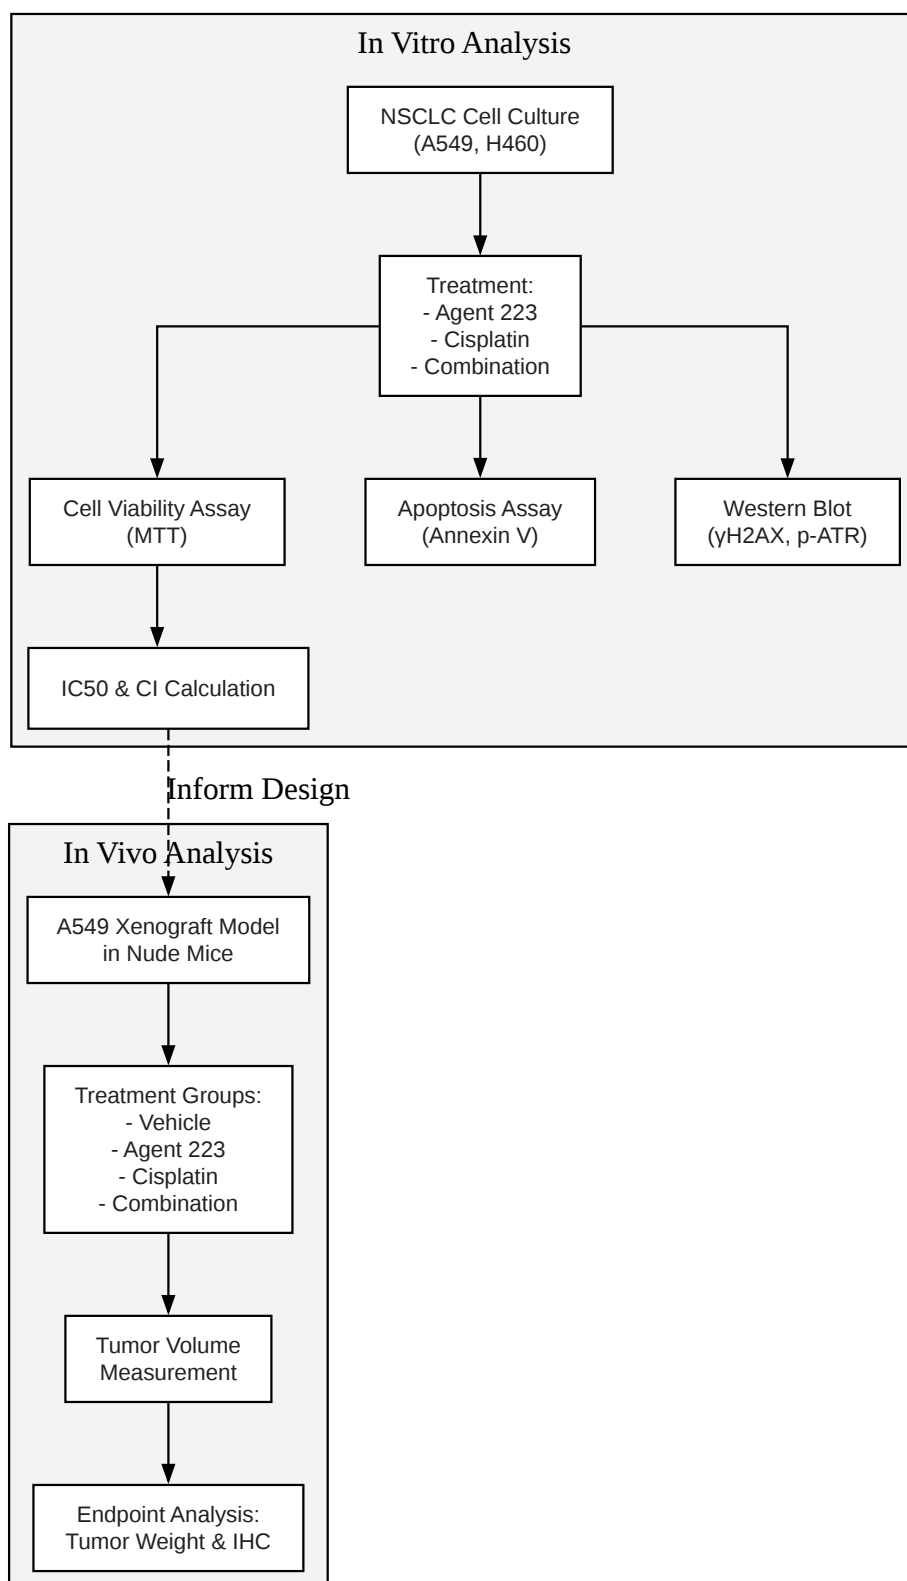 In Vitro Analysis
NSCLC Cell Culture
(A549, H460)
Treatment:
- Agent 223
- Cisplatin
- Combination
Cell Viability Assay
(MTT)
Apoptosis Assay
(Annexin V)
Western Blot
(γH2AX, p-ATR)
IC50 & CI Calculation
Inform Design
In Vivo Analysis
A549 Xenograft Model
in Nude Mice
Treatment Groups:
- Vehicle
- Agent 223
- Cisplatin
- Combination
Tumor Volume
Measurement
Endpoint Analysis:
Tumor Weight & IHC